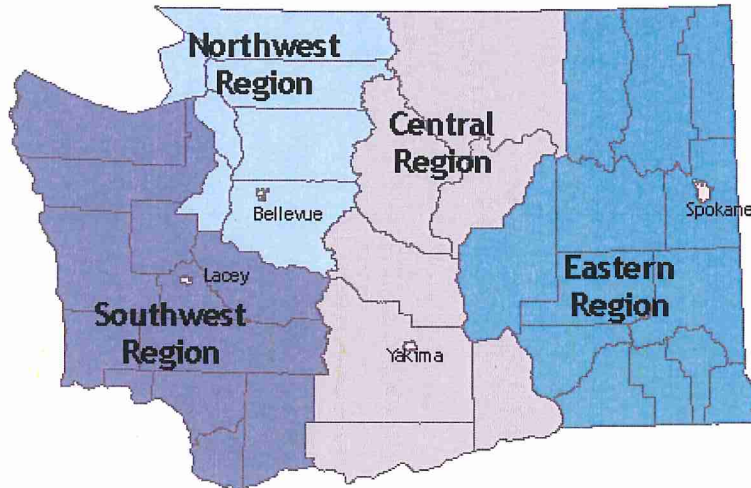 Northwest
Region
Central
Region
Bellevue
Spokane
Lacey
Eastern
Region
Southwest
Region
Yakima